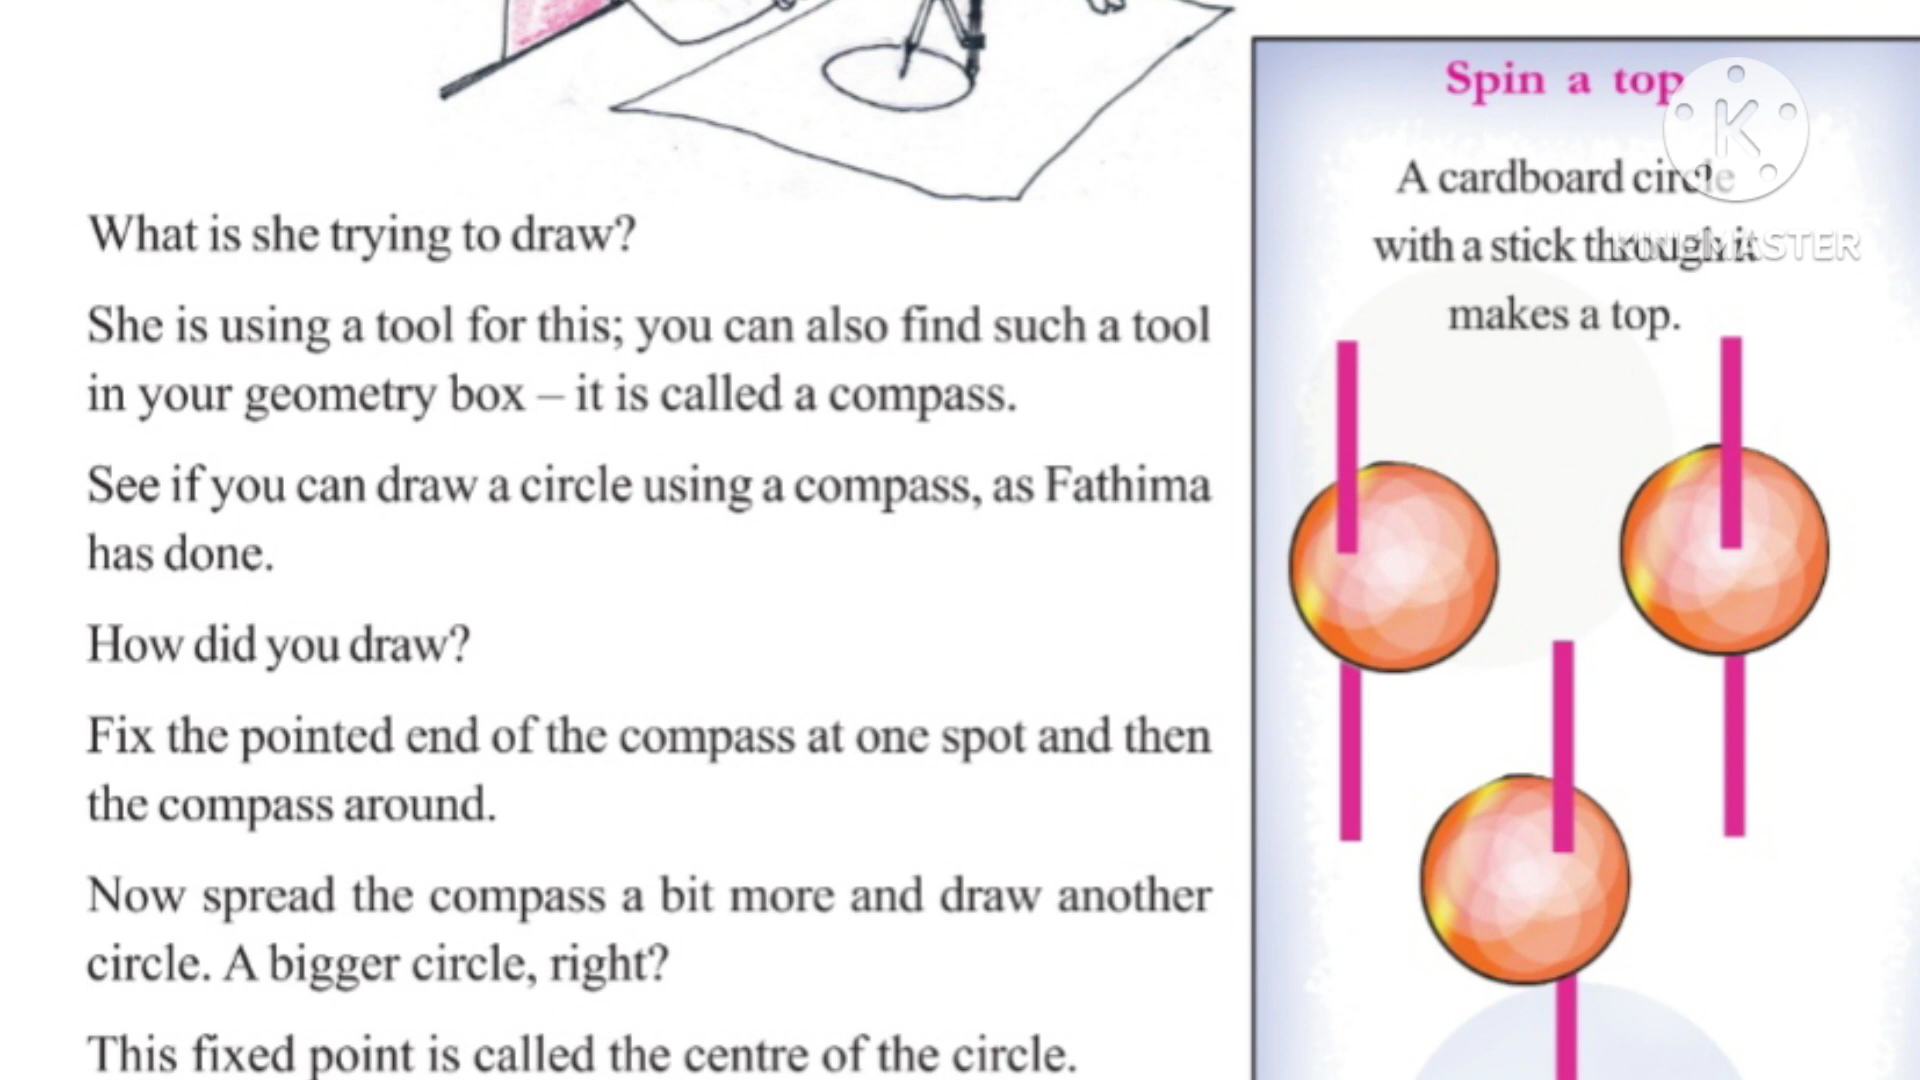 What is she trying to draw?
She is using a tool for this; you can also find such a tool
in your geometry box – it is called a compass.
See if you can draw a circle using a compass, as Fathima
has done.
How did you draw?
Fix the pointed end of the compass at one spot and then
the compass around.
Now spread the compass a bit more and draw another
circle. A bigger circle, right?
This fixed point is called the centre of the circle.
Spin a top
A cardboard circle
with a stick through it
makes a top.
K
KINEMASTER